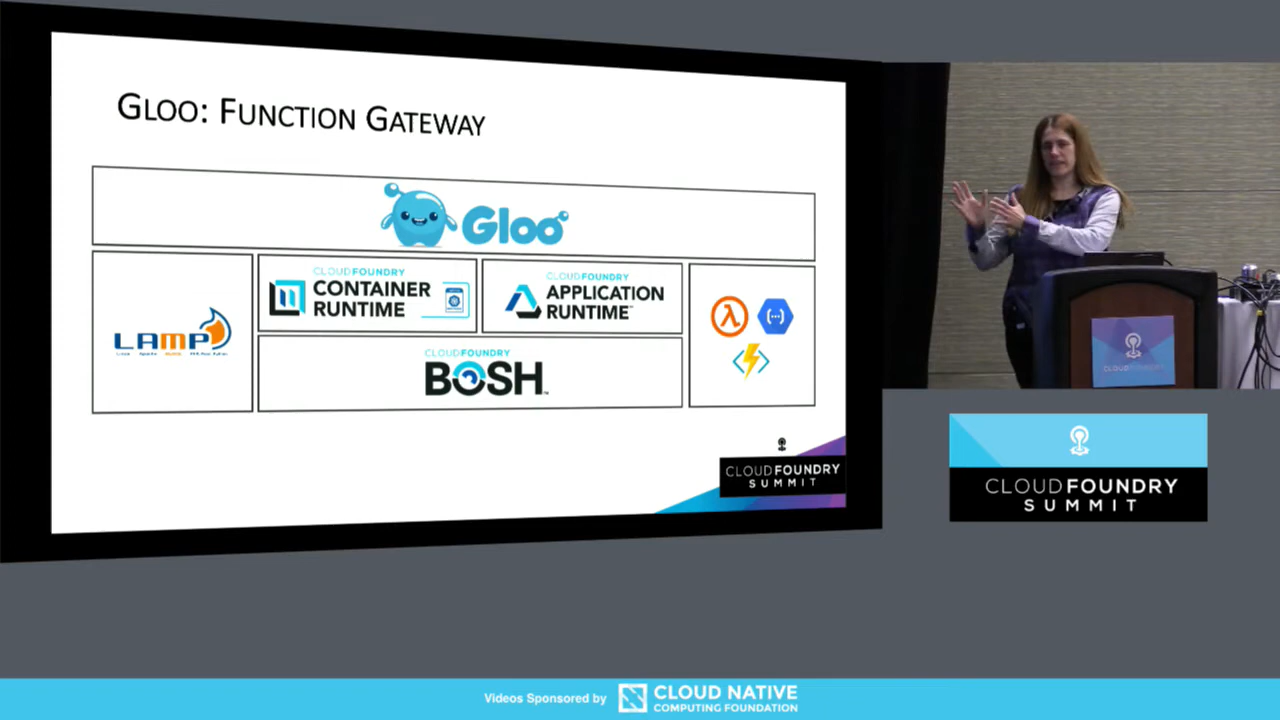 GLOO: FUNCTION GATEWAY
Gloo
LAMP
CLOUDFOUNDRY
CONTAINER
RUNTIME
CLOUDFOUNDRY
APPLICATION
RUNTIME
CLOUDFOUNDRY
BOSH
CLOUDFOUNDRY
SUMMIT
CLOUDFOUNDRY
CLOUDFOUNDRY
SUMMIT
Videos Sponsored by
CLOUD NATIVE
COMPUTING FOUNDATION